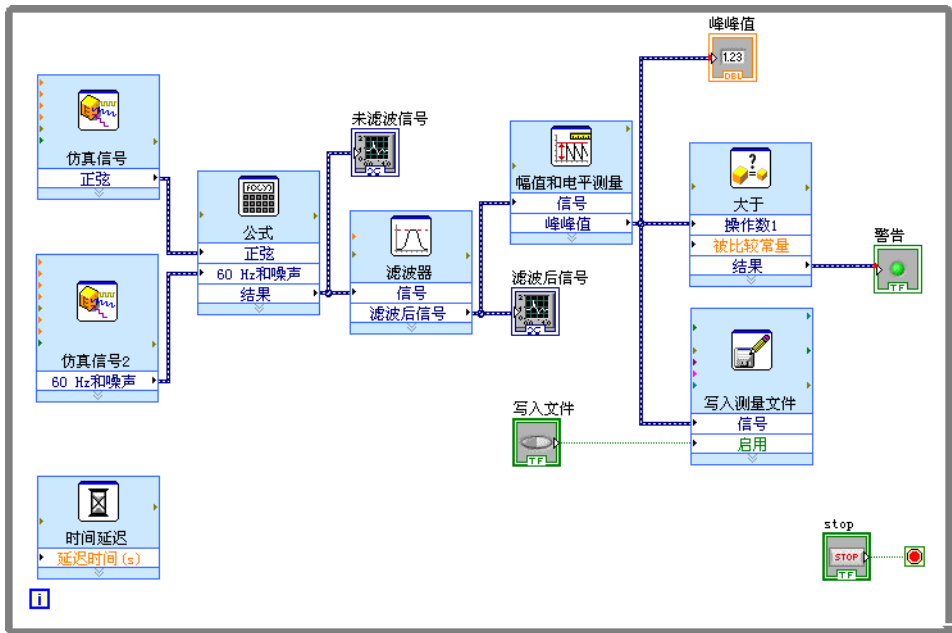 峰峰值
1.23
DBL
仿真信号
正弦
未滤波信号
F(X,Y)
公式
正弦
60 Hz和噪声
结果
滤波器
信号
滤波后信号
幅值和电平测量
信号
峰峰值
滤波后信号
?
大于
操作数1
被比较常量
结果
警告
TF
仿真信号2
60 Hz和噪声
写入测量文件
信号
启用
写入文件
TF
时间延迟
延迟时间(s)
stop
STOP
TF
i